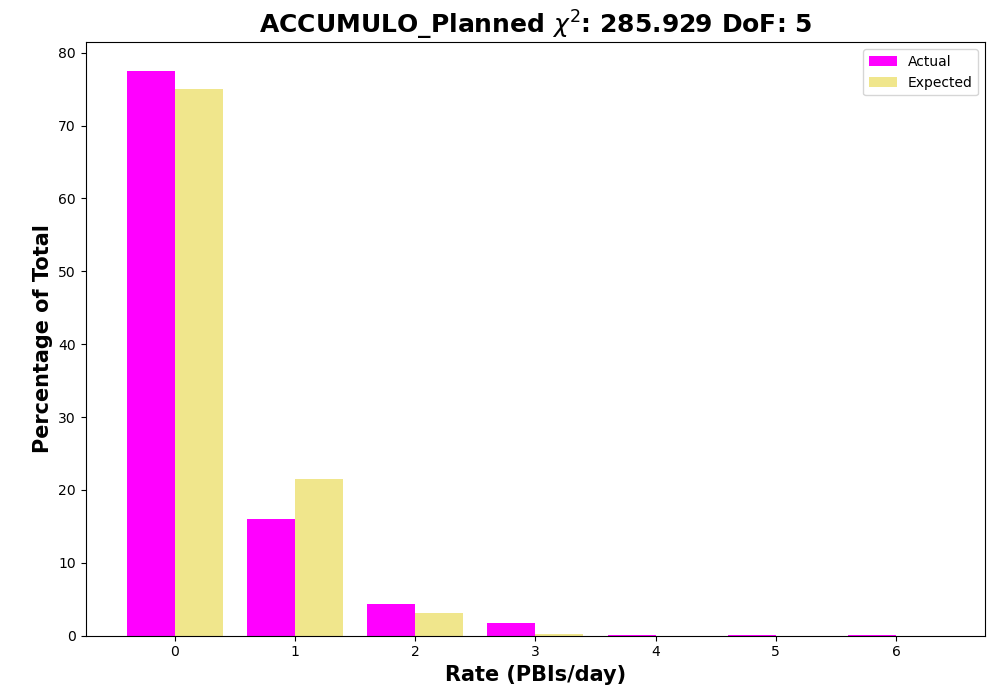 ACCUMULO_Planned χ²: 285.929 DoF: 5
Actual
Expected
80
70
60
50
40
30
20
10
0
Percentage of Total
0 1 2 3 4 5 6
Rate (PBIs/day)